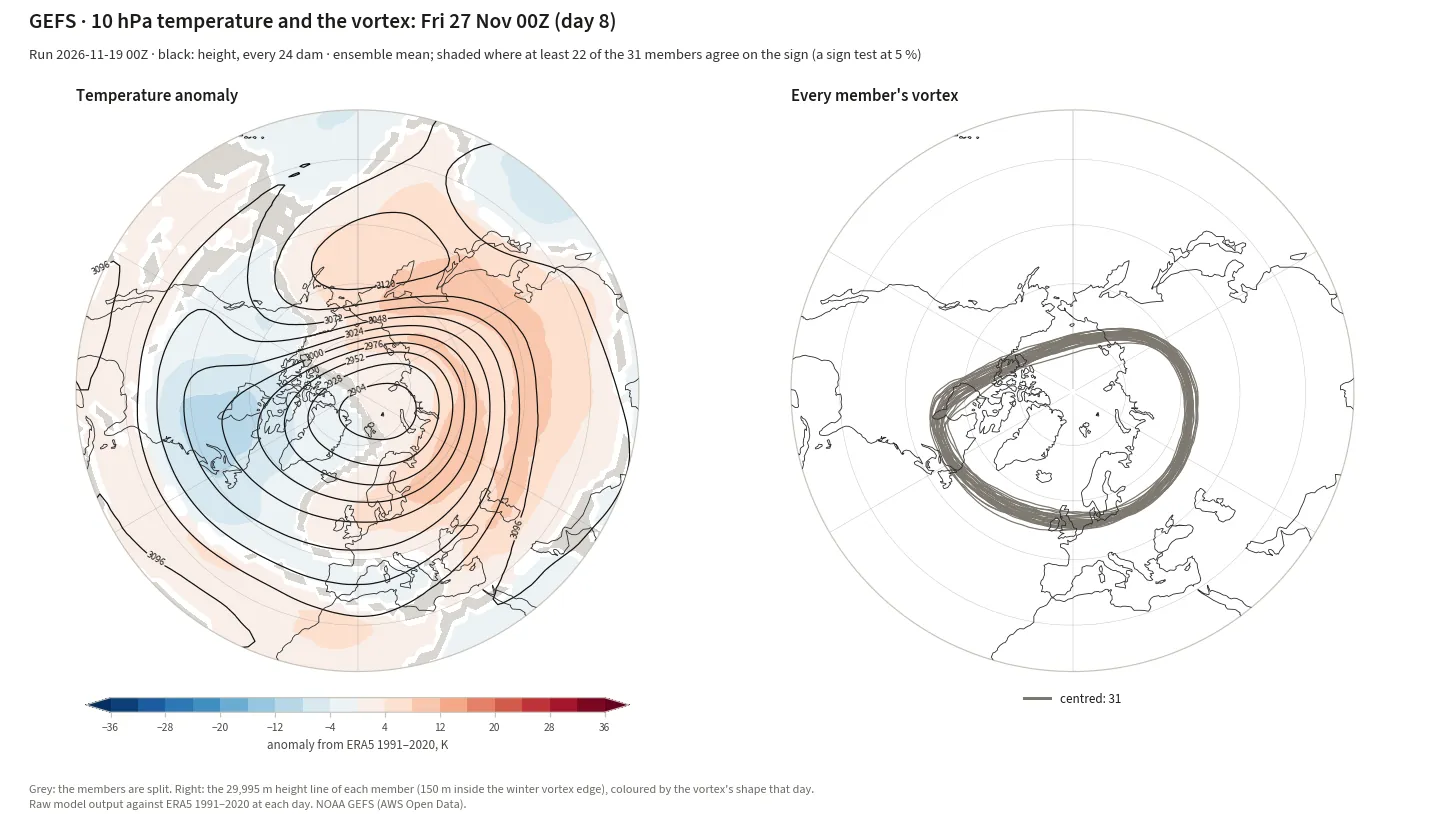 GEFS · 10 hPa temperature and the vortex: Fri 27 Nov 00Z (day 8)
Run 2026-11-19 00Z · black: height, every 24 dam · ensemble mean; shaded where at least 22 of the 31 members agree on the sign (a sign test at 5 %)
Temperature anomaly
Every member's vortex
3096
3120
3072
3048
3024
3000
2976
2952
2928
2904
3096
3096
centred: 31
−36 −28 −20 −12 −4 4 12 20 28 36
anomaly from ERA5 1991–2020, K
Grey: the members are split. Right: the 29,995 m height line of each member (150 m inside the winter vortex edge), coloured by the vortex's shape that day.
Raw model output against ERA5 1991–2020 at each day. NOAA GEFS (AWS Open Data).